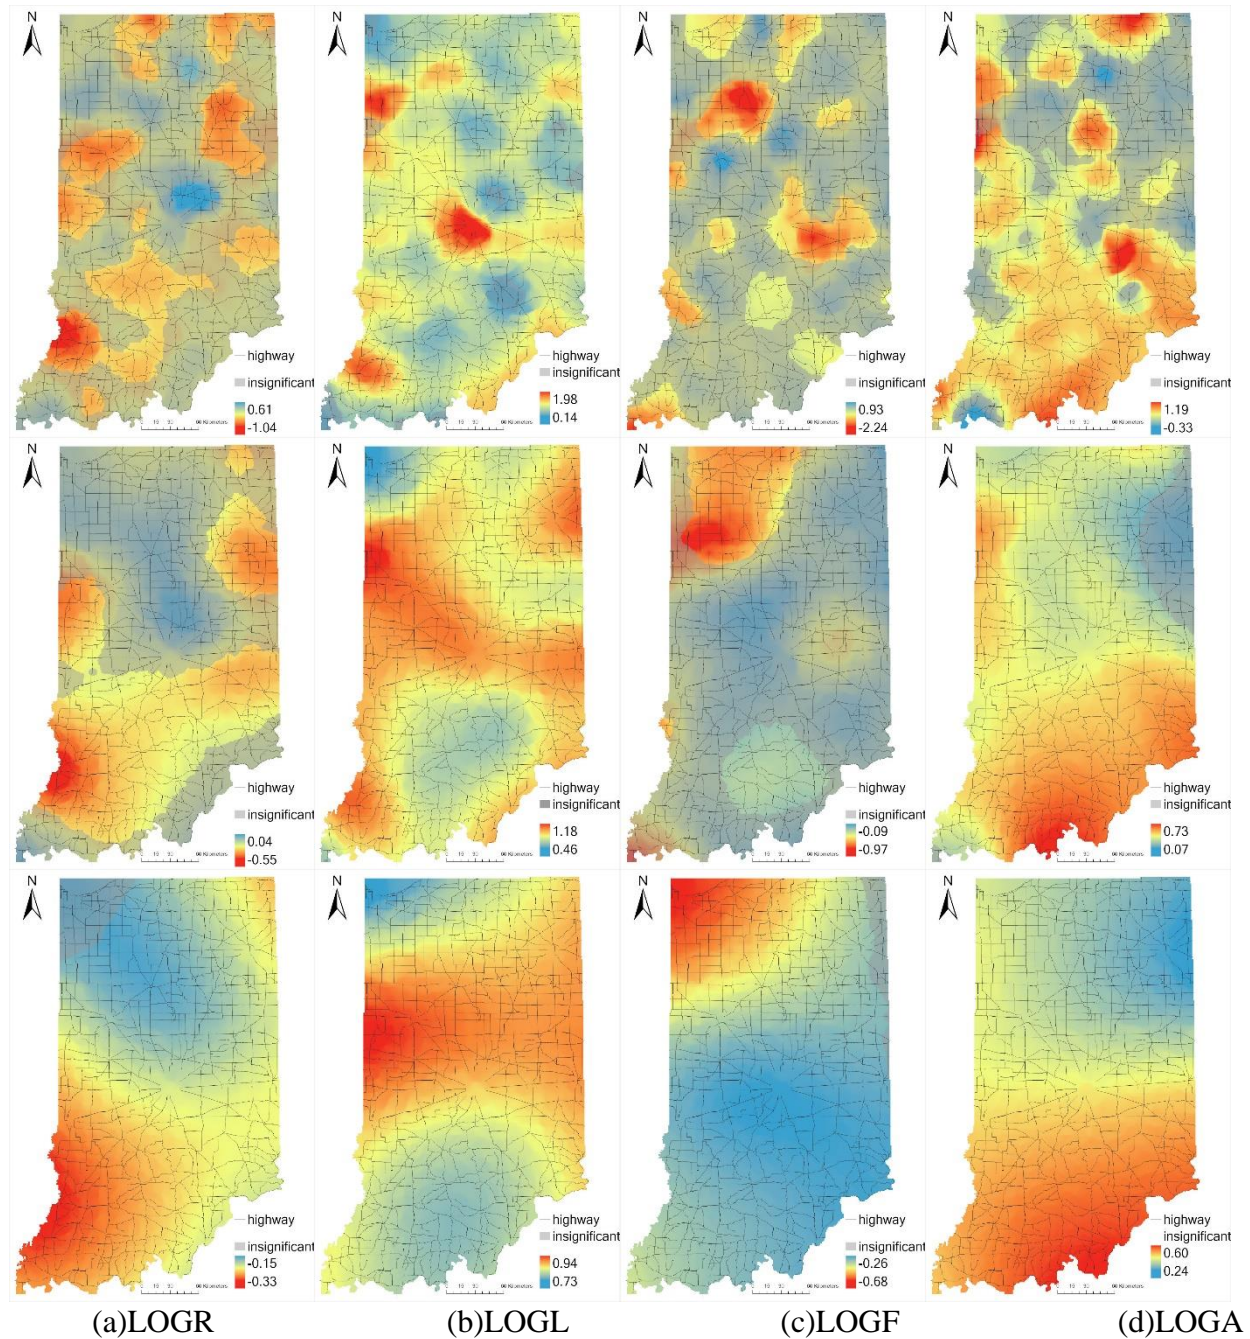 N
highway
insignificant
0.61
-1.04
N
highway
insignificant
1.98
0.14
N
highway
insignificant
0.93
-2.24
N
highway
insignificant
1.19
-0.33
N
highway
insignificant
0.04
-0.55
N
highway
insignificant
1.18
0.46
N
highway
insignificant
-0.09
-0.97
N
highway
insignificant
0.73
0.07
N
highway
insignificant
-0.15
-0.33
N
highway
insignificant
0.94
0.73
N
highway
insignificant
-0.26
-0.68
N
highway
insignificant
0.60
0.24
(a)LOGR (b)LOGL (c)LOGF (d)LOGA